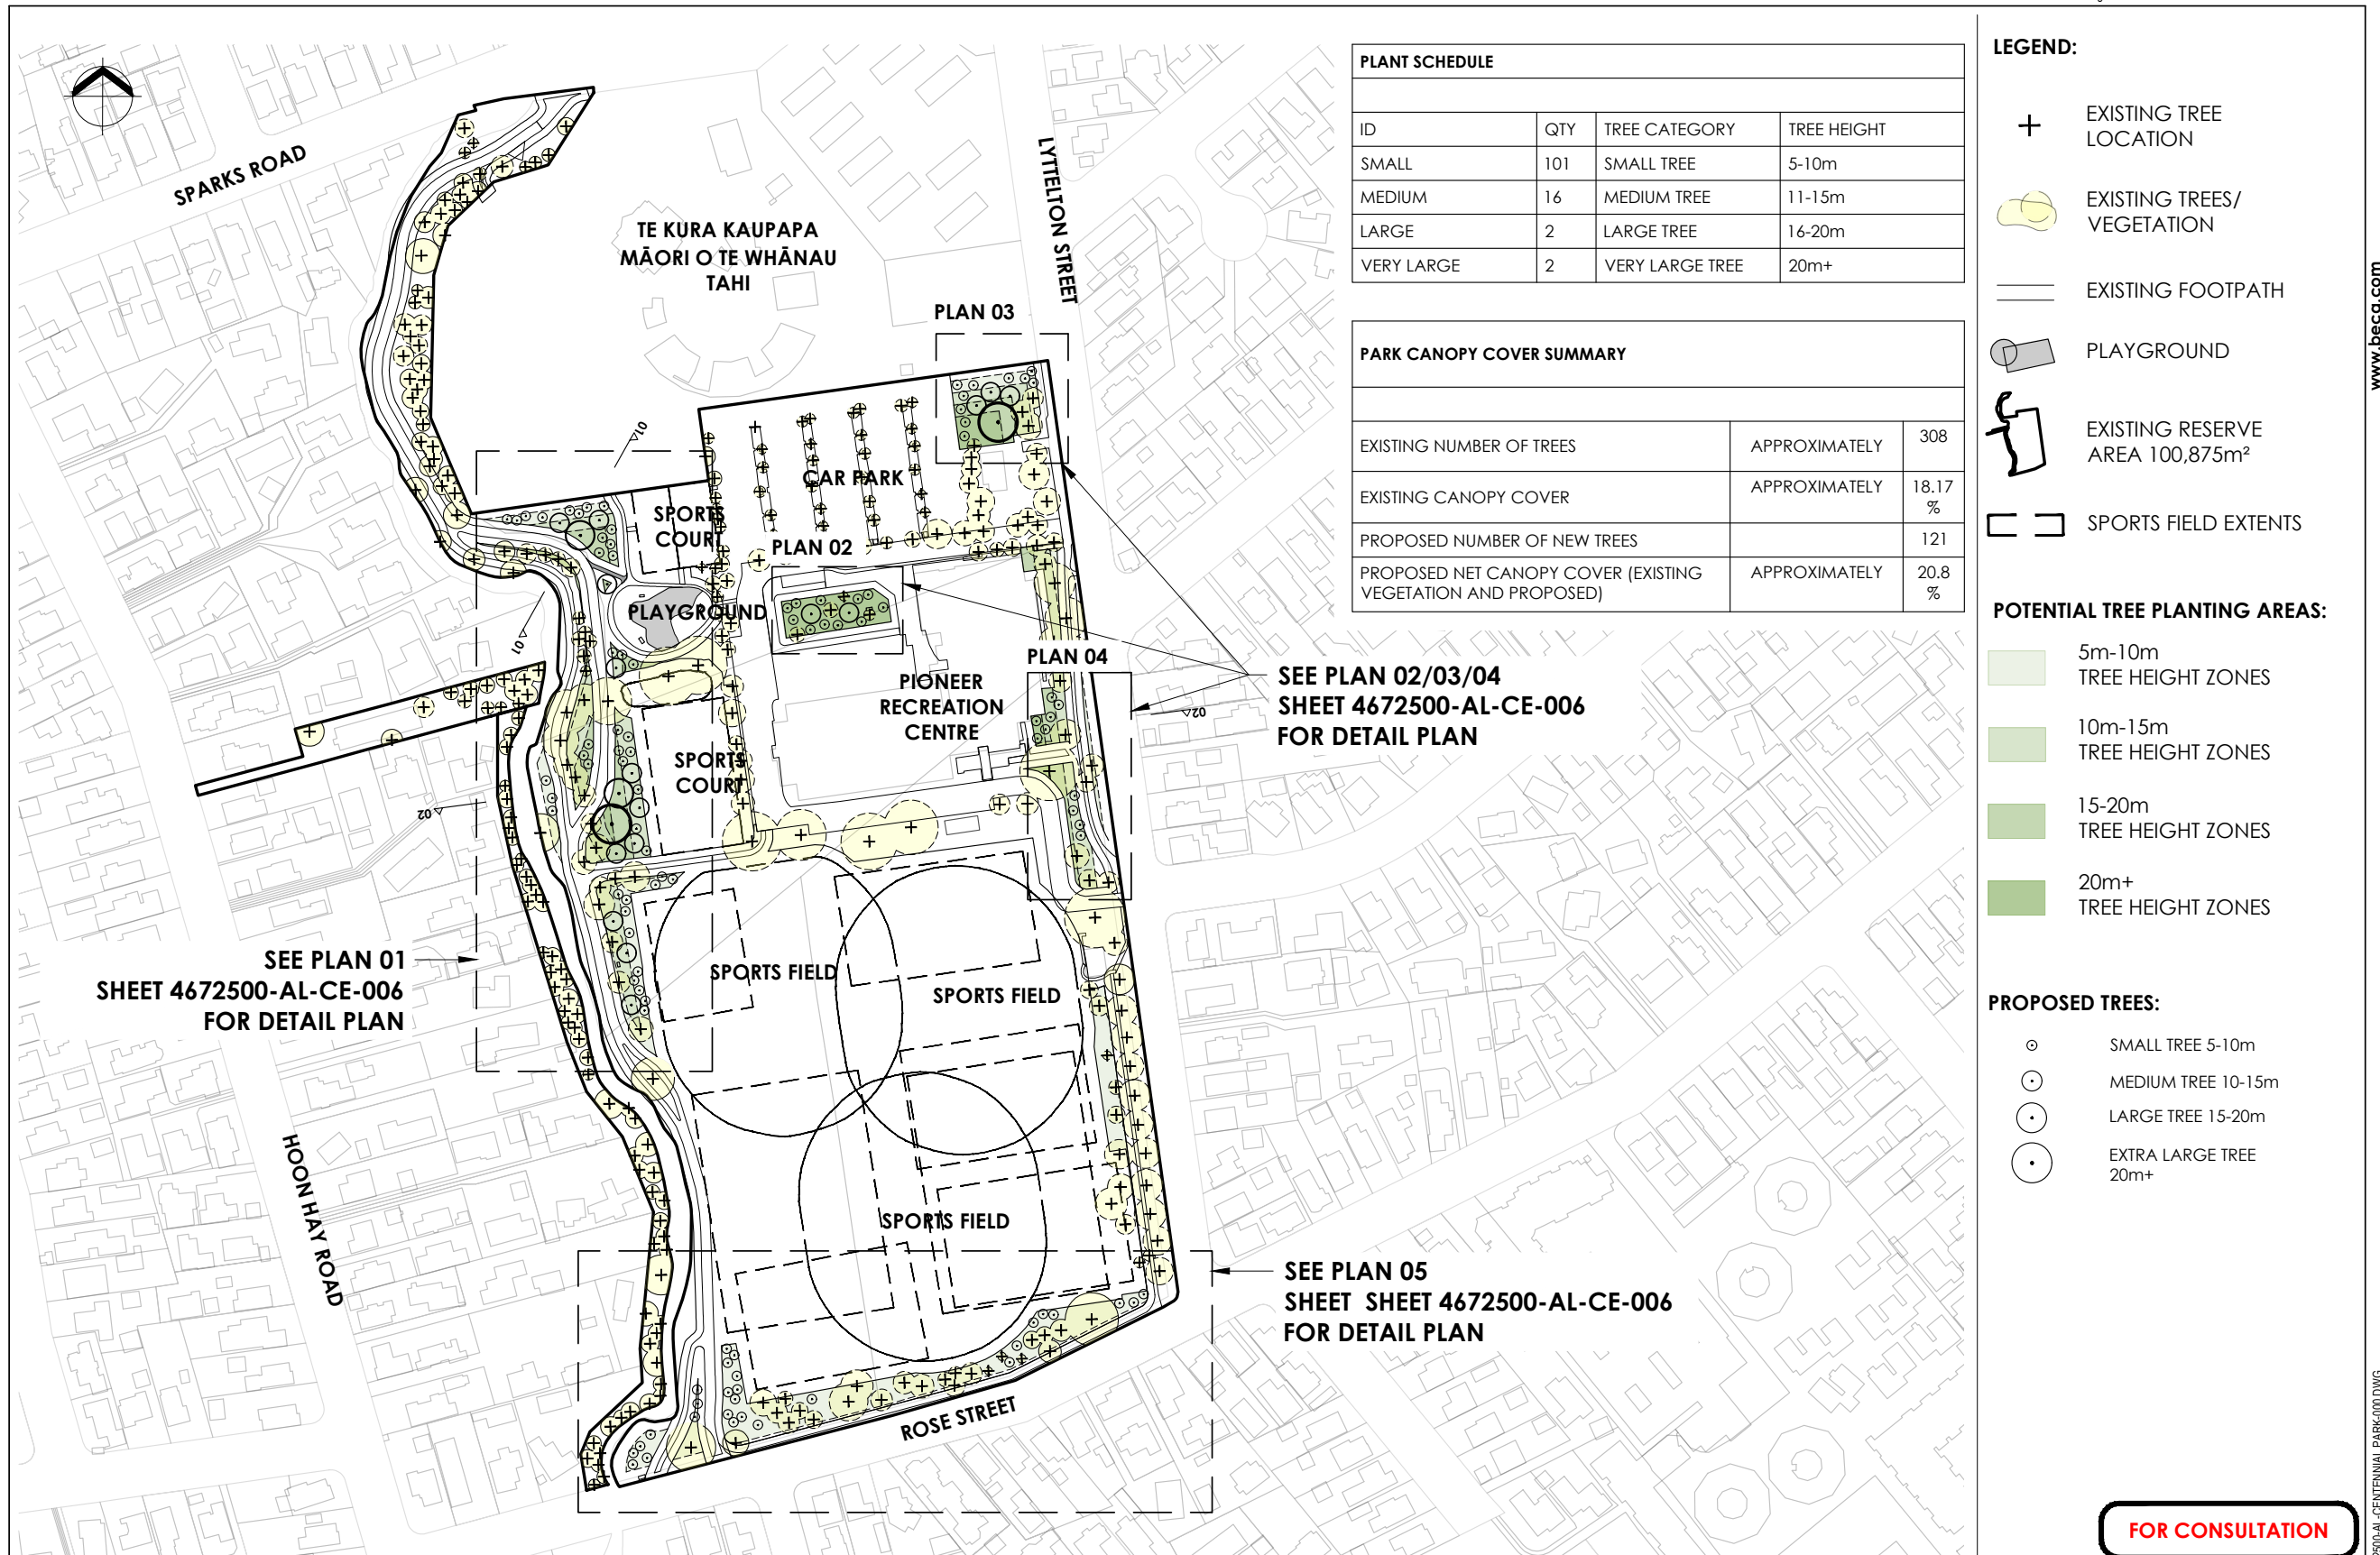 SPARKS ROAD
TE KURA KAUPAPA
MĀORI O TE WHĀNAU
TAHI
LYTTELTON STREET
PLAN 03
CAR PARK
SPORTS
COURT
PLAN 02
PLAYGROUND
PLAN 04
PIONEER
RECREATION
CENTRE
SPORTS
COURT
01
01
02
02
SEE PLAN 02/03/04
SHEET 4672500-AL-CE-006
FOR DETAIL PLAN
SEE PLAN 01
SHEET 4672500-AL-CE-006
FOR DETAIL PLAN
SPORTS FIELD
SPORTS FIELD
SPORTS FIELD
HOON HAY ROAD
SEE PLAN 05
SHEET SHEET 4672500-AL-CE-006
FOR DETAIL PLAN
ROSE STREET
PLANT SCHEDULE
ID QTY TREE CATEGORY TREE HEIGHT
SMALL 101 SMALL TREE 5-10m
MEDIUM 16 MEDIUM TREE 11-15m
LARGE 2 LARGE TREE 16-20m
VERY LARGE 2 VERY LARGE TREE 20m+
PARK CANOPY COVER SUMMARY
EXISTING NUMBER OF TREES APPROXIMATELY 308
EXISTING CANOPY COVER APPROXIMATELY 18.17
%
PROPOSED NUMBER OF NEW TREES 121
PROPOSED NET CANOPY COVER (EXISTING APPROXIMATELY 20.8
VEGETATION AND PROPOSED) %
LEGEND:
EXISTING TREE
LOCATION
EXISTING TREES/
VEGETATION
EXISTING FOOTPATH
PLAYGROUND
EXISTING RESERVE
AREA 100,875m²
SPORTS FIELD EXTENTS
POTENTIAL TREE PLANTING AREAS:
5m-10m
TREE HEIGHT ZONES
10m-15m
TREE HEIGHT ZONES
15-20m
TREE HEIGHT ZONES
20m+
TREE HEIGHT ZONES
PROPOSED TREES:
SMALL TREE 5-10m
MEDIUM TREE 10-15m
LARGE TREE 15-20m
EXTRA LARGE TREE
20m+
FOR CONSULTATION
www.beca.com